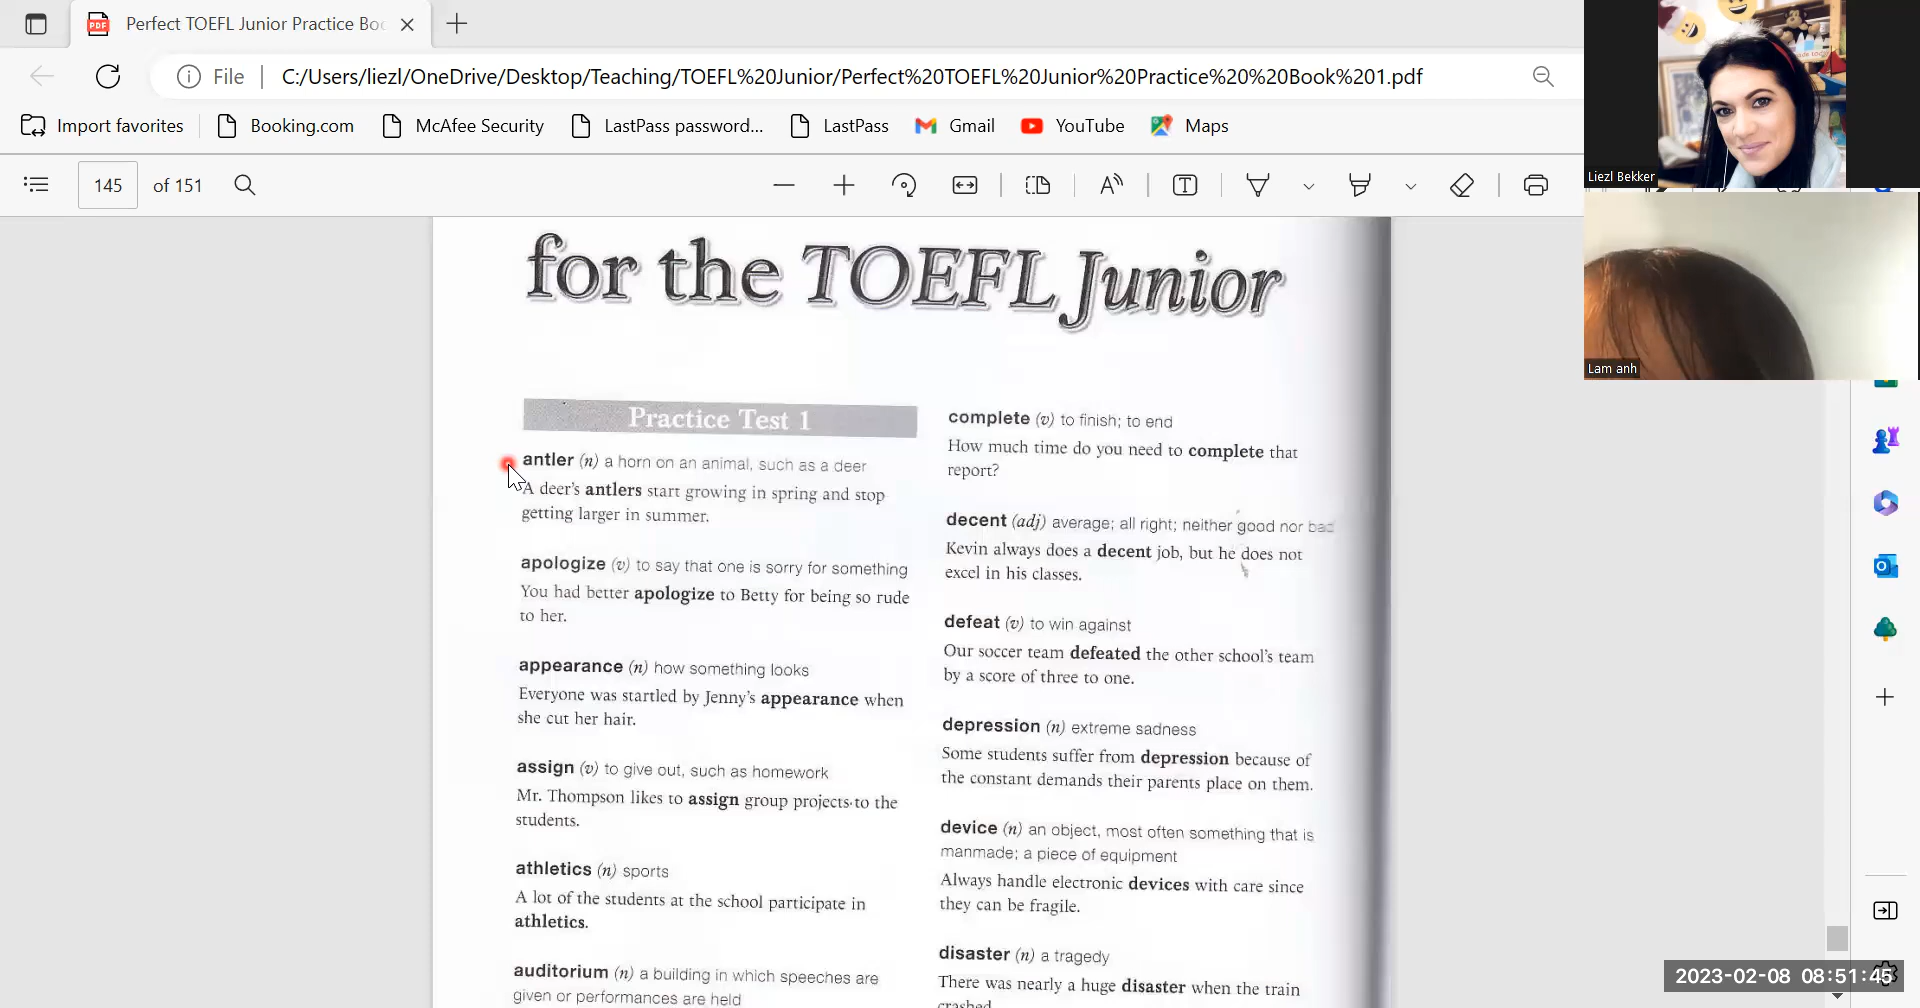 Perfect TOEFL Junior Practice Boo
File
C:/Users/liezl/OneDrive/Desktop/Teaching/TOEFL%20Junior/Perfect%20TOEFL%20Junior%20Practice%20%20Book%201.pdf
Import favorites
Booking.com
McAfee Security
LastPass password...
LastPass
Gmail
YouTube
Maps
145 of 151
Liezl Bekker
Lam anh
for the TOEFL Junior
Practice Test 1
antler (n) a horn on an animal, such as a deer
A deer's antlers start growing in spring and stop
getting larger in summer.
apologize (v) to say that one is sorry for something
You had better apologize to Betty for being so rude
to her.
appearance (n) how something looks
Everyone was startled by Jenny's appearance when
she cut her hair.
assign (v) to give out, such as homework
Mr. Thompson likes to assign group projects to the
students.
athletics (n) sports
A lot of the students at the school participate in
athletics.
auditorium (n) a building in which speeches are
given or performances are held
complete (v) to finish; to end
How much time do you need to complete that
report?
decent (adj) average; all right; neither good nor bad
Kevin always does a decent job, but he does not
excel in his classes.
defeat (v) to win against
Our soccer team defeated the other school's team
by a score of three to one.
depression (n) extreme sadness
Some students suffer from depression because of
the constant demands their parents place on them.
device (n) an object, most often something that is
manmade; a piece of equipment
Always handle electronic devices with care since
they can be fragile.
disaster (n) a tragedy
There was nearly a huge disaster when the train
crashed
2023-02-08 08:51:45